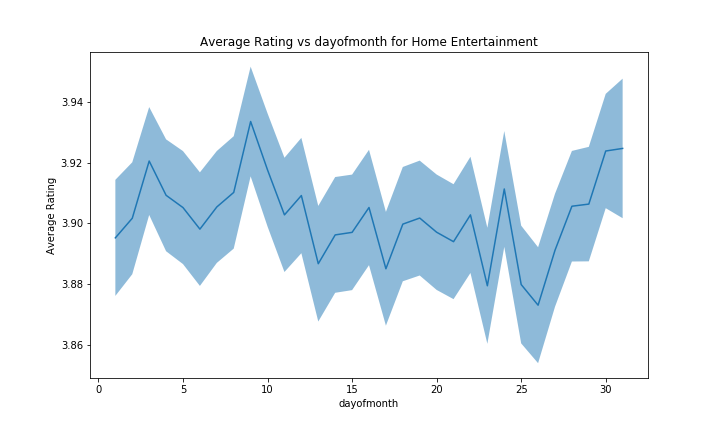 Average Rating vs dayofmonth for Home Entertainment
Average Rating
3.94
3.92
3.90
3.88
3.86
0 5 10 15 20 25 30
dayofmonth